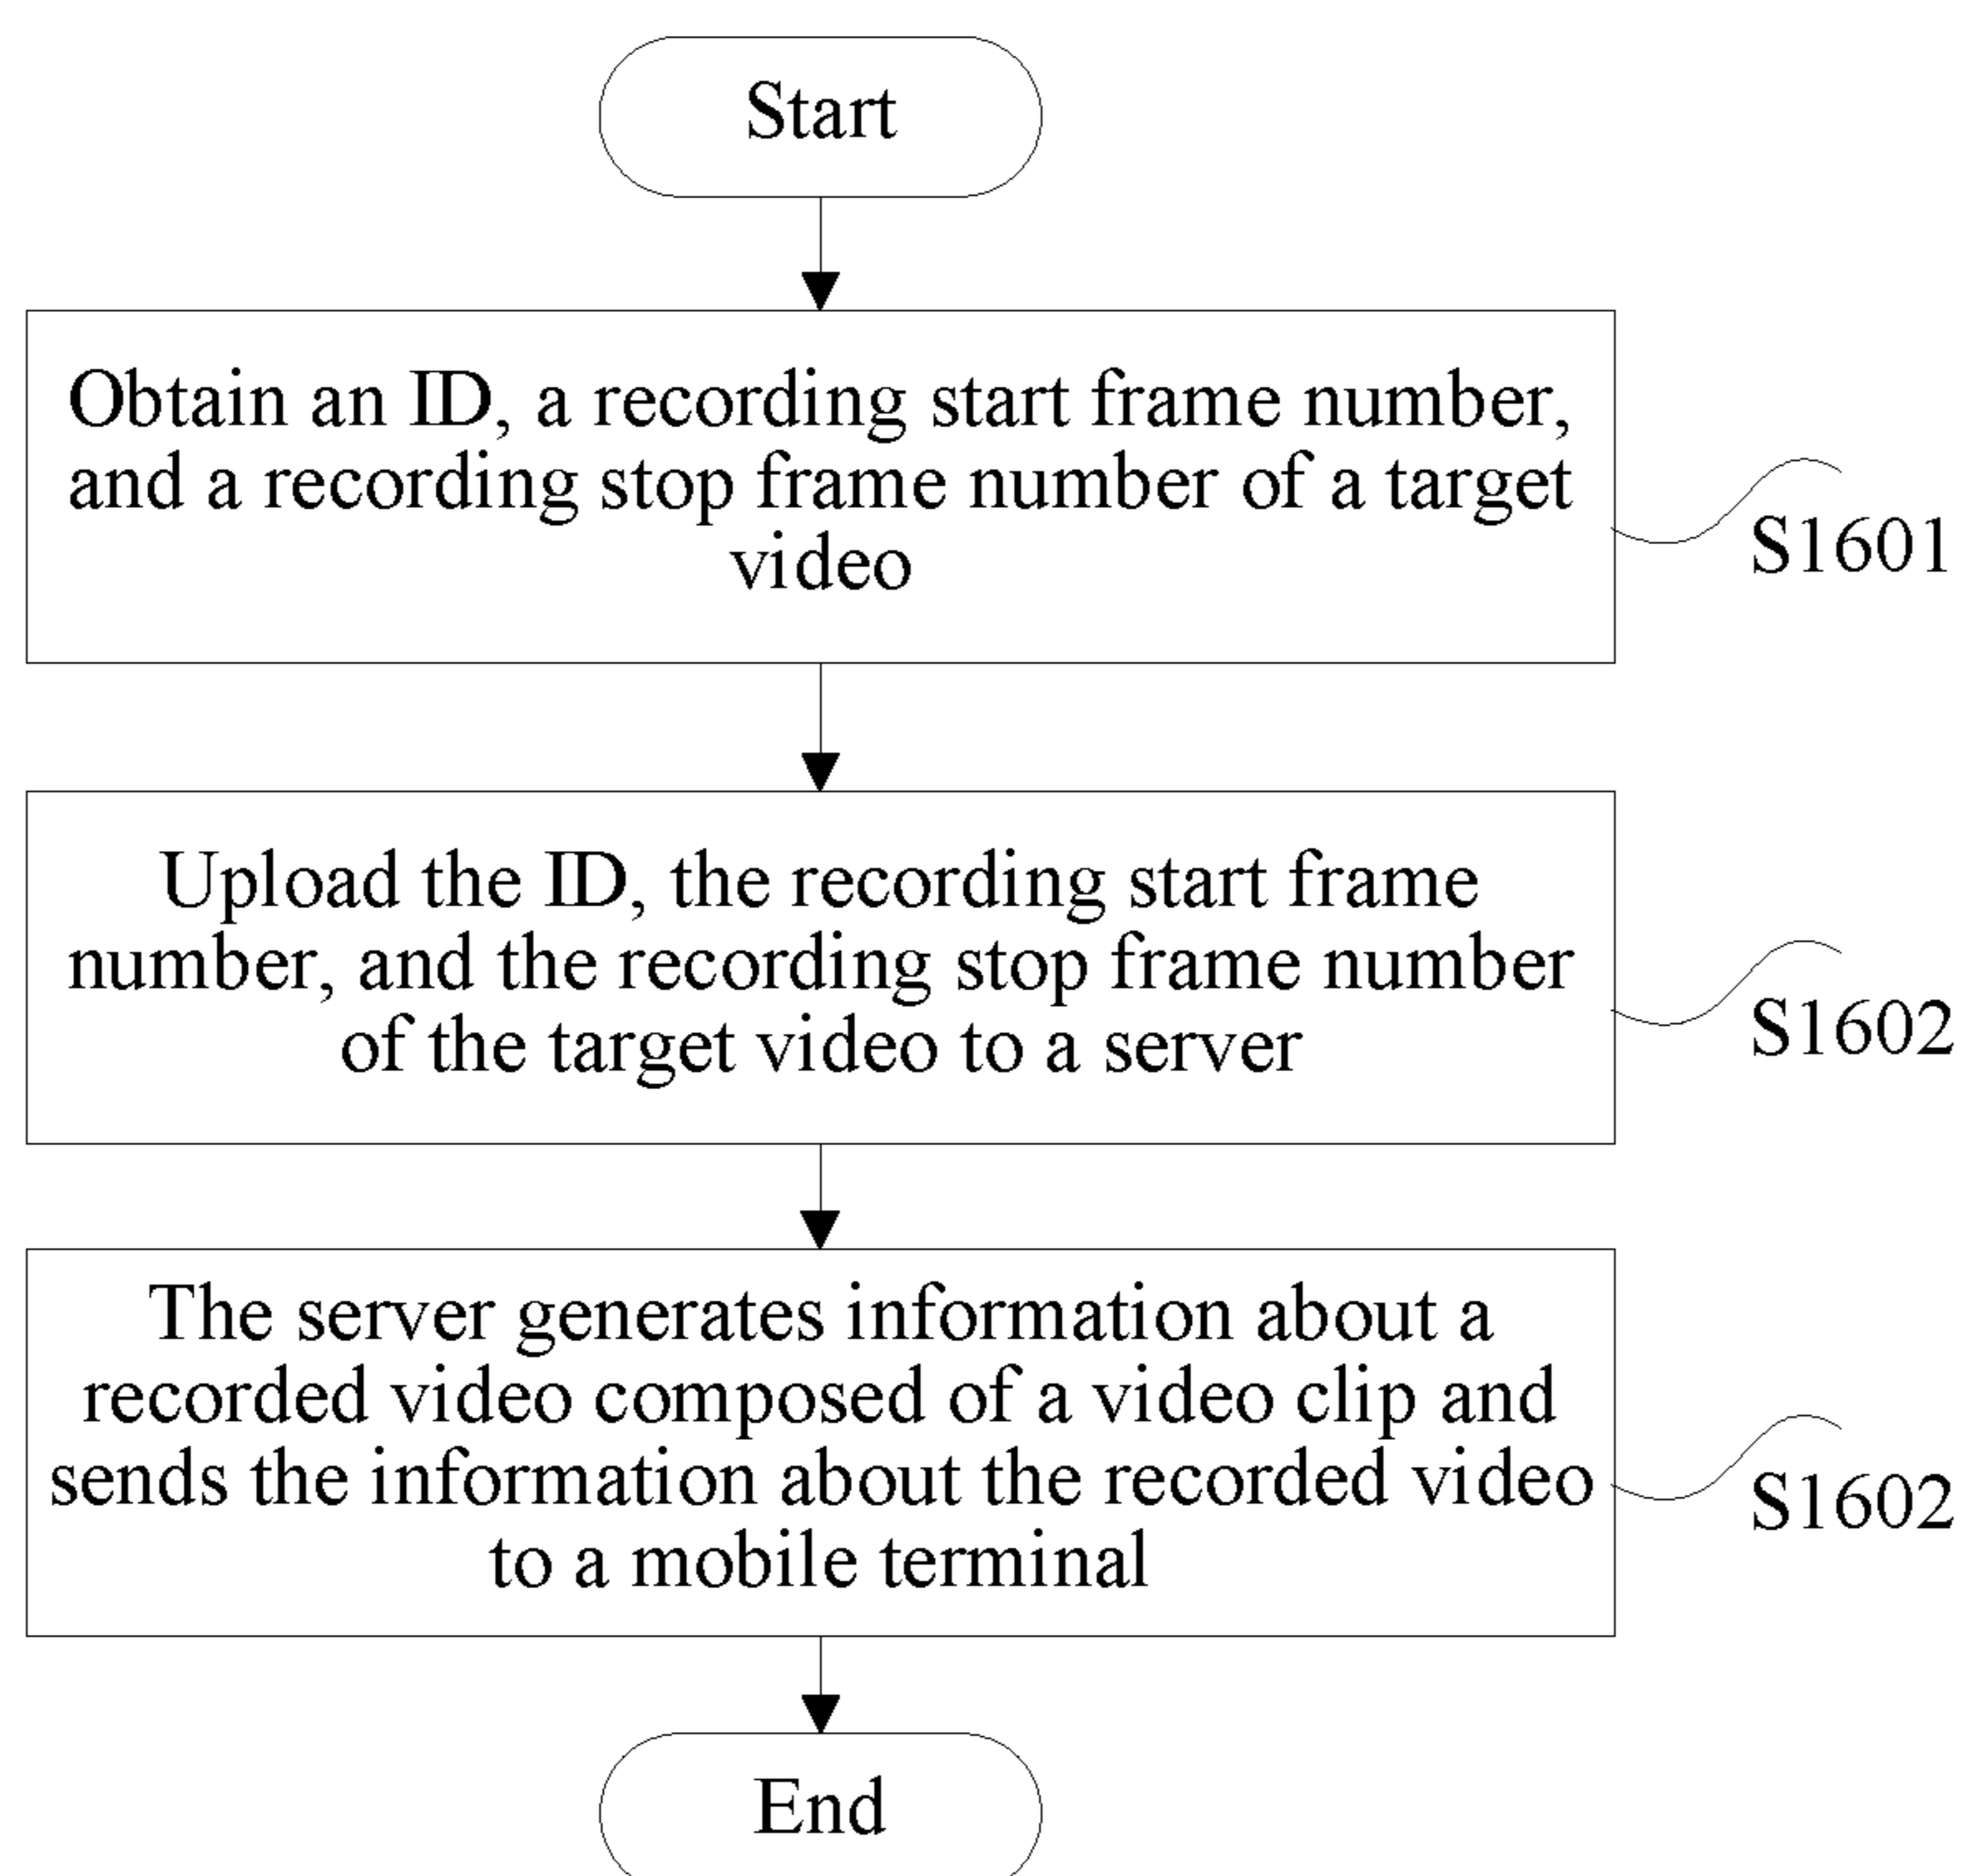 Start
Obtain an ID, a recording start frame number,
and a recording stop frame number of a target
video
S1601
Upload the ID, the recording start frame
number, and the recording stop frame number
of the target video to a server
S1602
The server generates information about a
recorded video composed of a video clip and
sends the information about the recorded video
to a mobile terminal
S1602
End